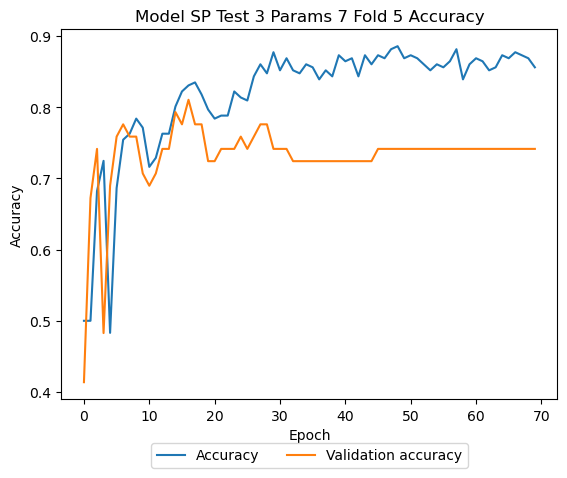 Model SP Test 3 Params 7 Fold 5 Accuracy
0.9
0.8
0.7
0.6
0.5
0.4
Accuracy
0 10 20 30 40 50 60 70
Epoch
Accuracy Validation accuracy